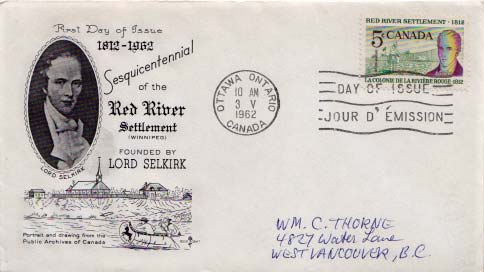 First Day of Issue
1812-1962
Sesquicentennial
of the
Red River
Settlement
(WINNIPEG)
FOUNDED BY
LORD SELKIRK
LORD SELKIRK
Portrait and drawing from the
Public Archives of Canada
RED RIVER SETTLEMENT · 1812
5¢ CANADA
LA COLONIE DE LA RIVIÈRE ROUGE · 1812
OTTAWA ONTARIO
10 AM
3 V
1962
CANADA
DAY OF ISSUE
JOUR D'ÉMISSION
WM. C. THORNE
4827 Water Lane
WEST VANCOUVER, B.C.